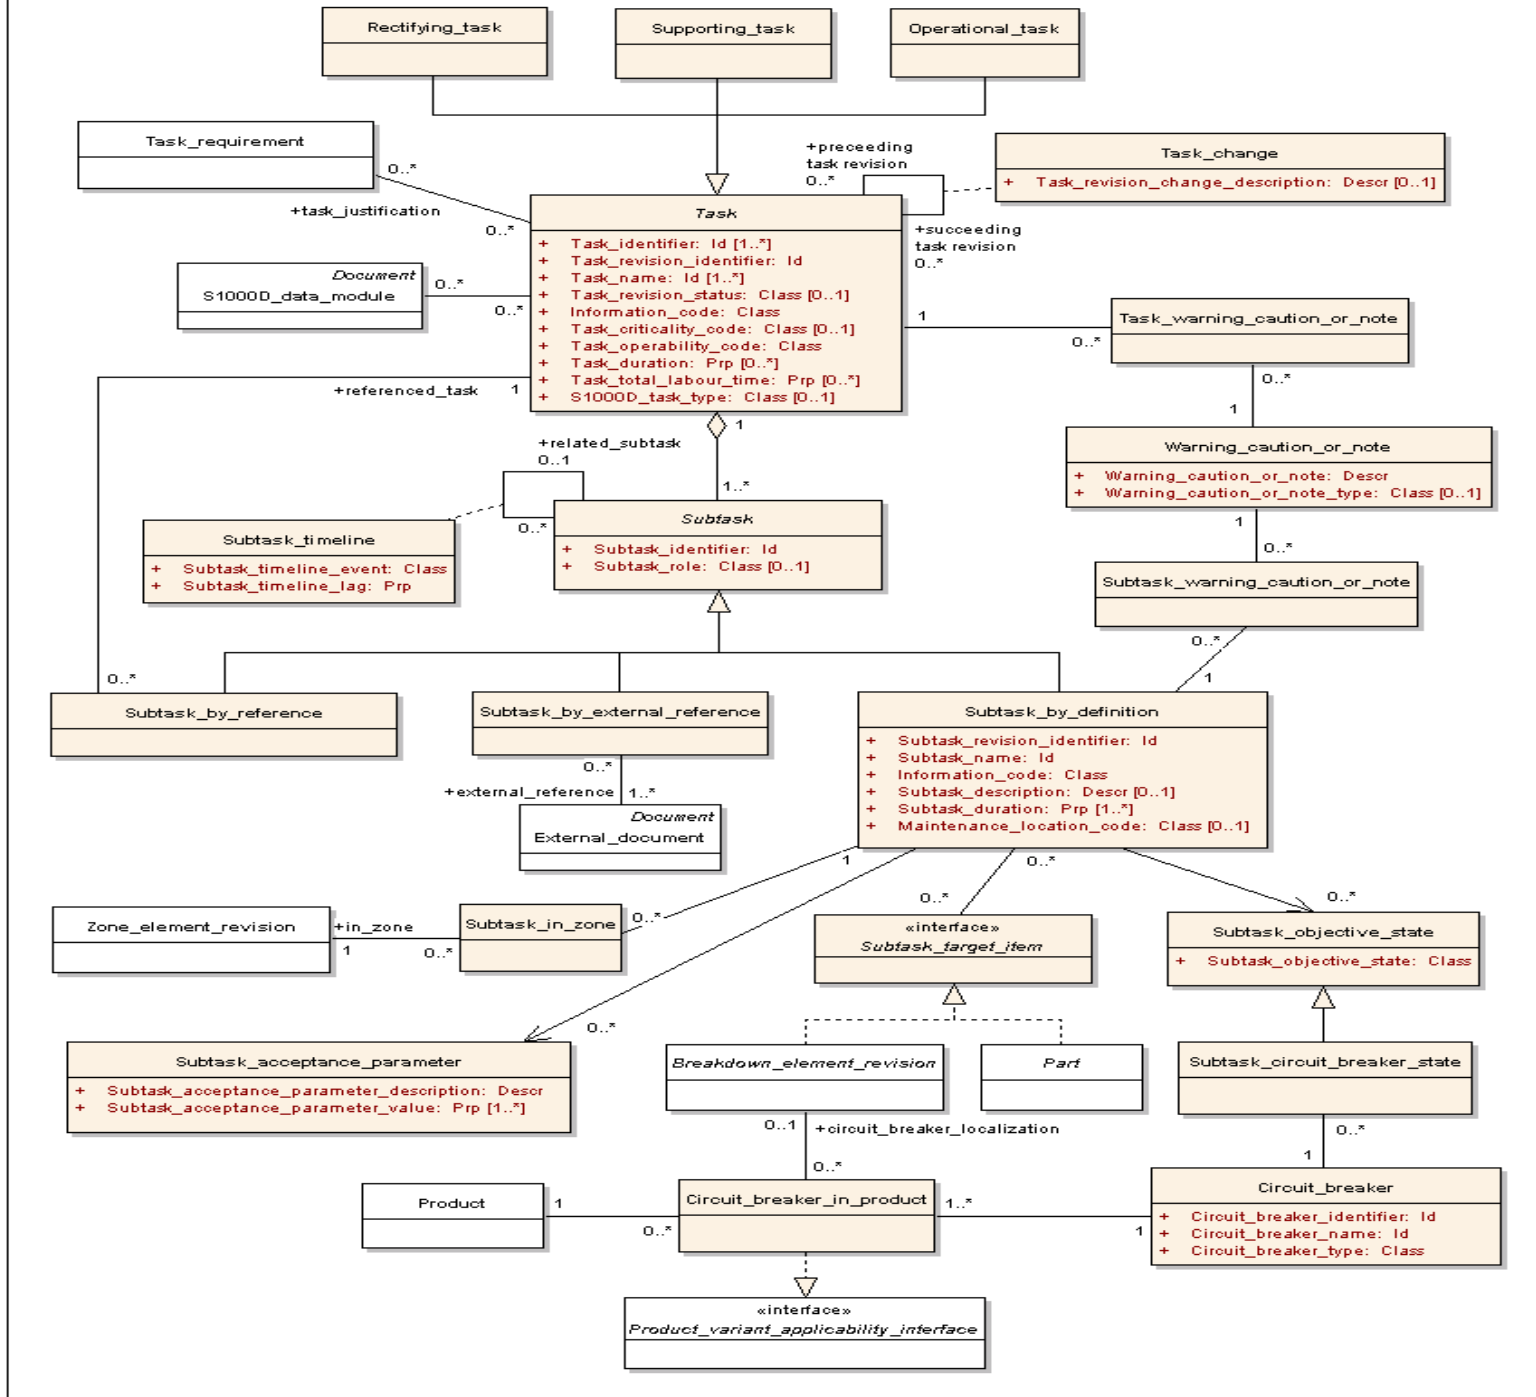 Rectifying_task
Supporting_task
Operational_task
Task_requirement
0..*
+task_justification
0..*
+preceeding
task revision
0..*
Task_change
+ Task_revision_change_description: Descr [0..1]
+succeeding
task revision
0..*
Task
+ Task_identifier: Id [1..*]
+ Task_revision_identifier: Id
+ Task_name: Id [1..*]
+ Task_revision_status: Class [0..1]
+ Information_code: Class
+ Task_criticality_code: Class [0..1]
+ Task_operability_code: Class
+ Task_duration: Prp [0..*]
+ Task_total_labour_time: Prp [0..*]
+ S1000D_task_type: Class [0..1]
Document
S1000D_data_module
0..*
0..*
1
0..*
Task_warning_caution_or_note
+referenced_task
1
0..*
1
1
+related_subtask
0..1
1..*
0..*
Warning_caution_or_note
+ Warning_caution_or_note: Descr
+ Warning_caution_or_note_type: Class [0..1]
1
0..*
Subtask_timeline
+ Subtask_timeline_event: Class
+ Subtask_timeline_lag: Prp
Subtask
+ Subtask_identifier: Id
+ Subtask_role: Class [0..1]
Subtask_warning_caution_or_note
0..*
1
0..*
Subtask_by_reference
Subtask_by_external_reference
0..*
+external_reference
1..*
Document
External_document
Subtask_by_definition
+ Subtask_revision_identifier: Id
+ Subtask_name: Id
+ Information_code: Class
+ Subtask_description: Descr [0..1]
+ Subtask_duration: Prp [1..*]
+ Maintenance_location_code: Class [0..1]
1
0..*
0..*
0..*
0..*
Zone_element_revision
+in_zone
1
0..*
Subtask_in_zone
«interface»
Subtask_target_item
Subtask_objective_state
+ Subtask_objective_state: Class
0..*
Subtask_acceptance_parameter
+ Subtask_acceptance_parameter_description: Descr
+ Subtask_acceptance_parameter_value: Prp [1..*]
Breakdown_element_revision
Part
Subtask_circuit_breaker_state
0..1
+circuit_breaker_localization
0..*
0..*
1
Product
1
0..*
Circuit_breaker_in_product
1..*
1
Circuit_breaker
+ Circuit_breaker_identifier: Id
+ Circuit_breaker_name: Id
+ Circuit_breaker_type: Class
«interface»
Product_variant_applicability_interface